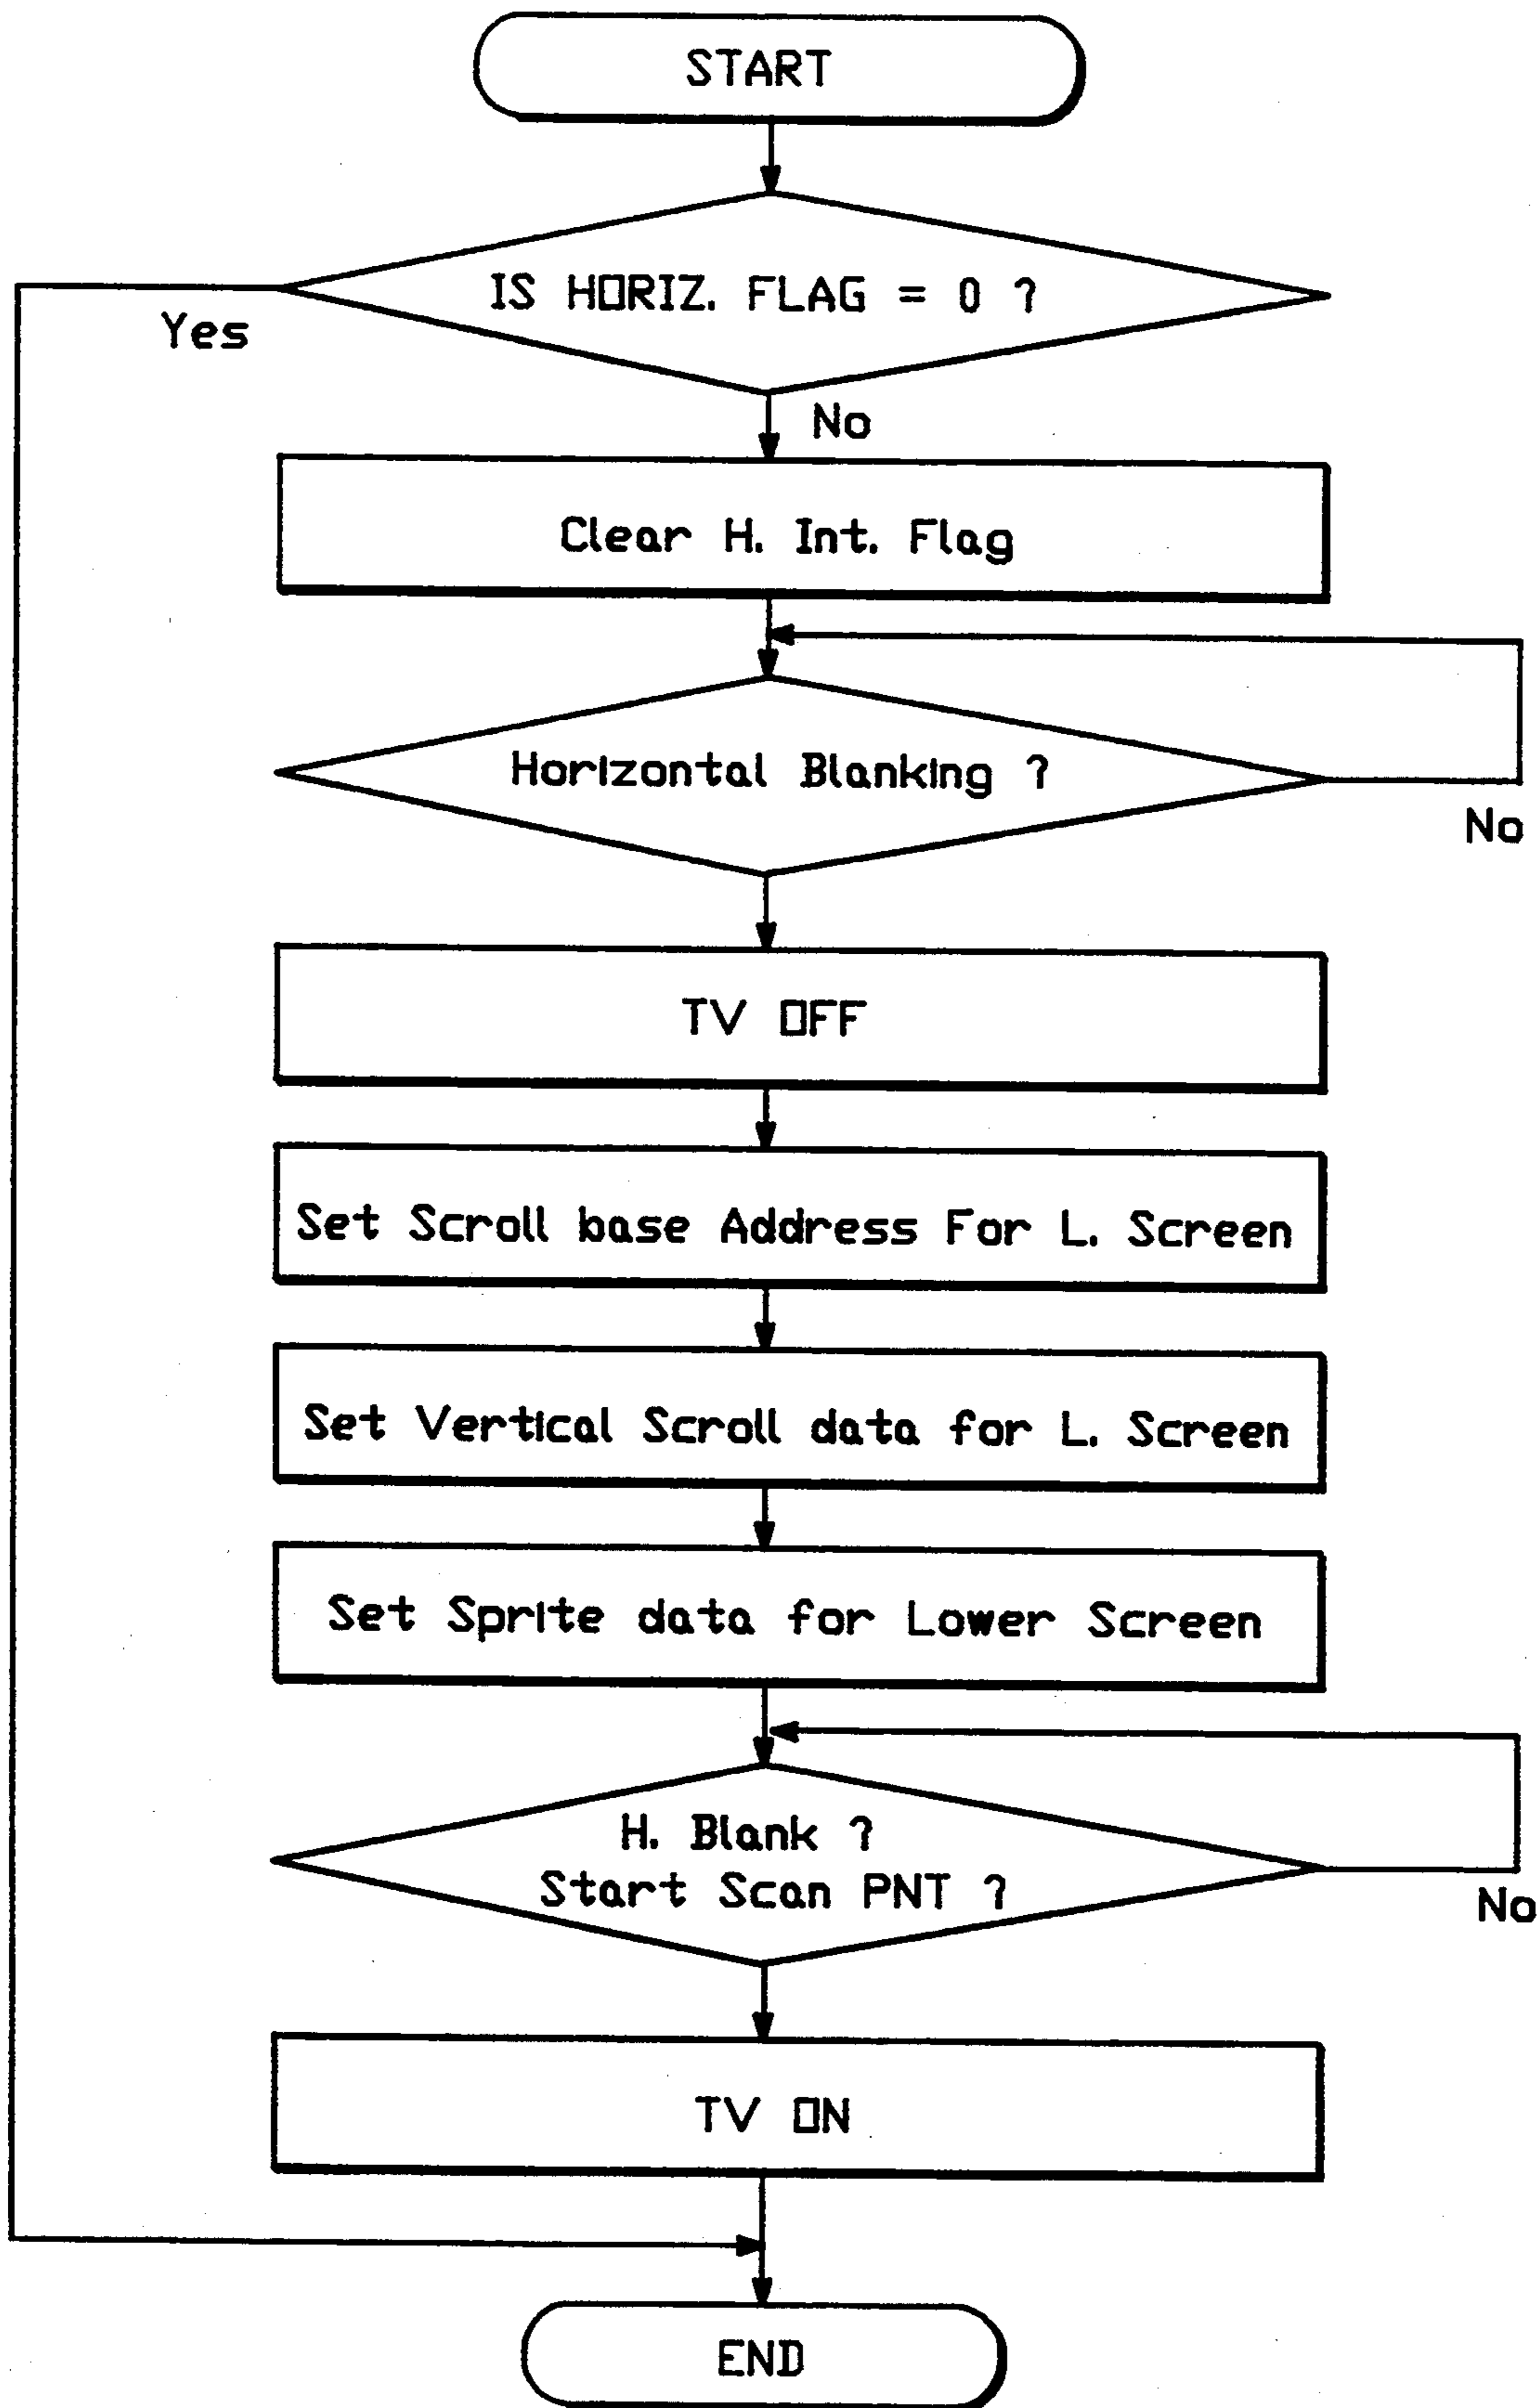 START
IS HORIZ. FLAG = 0 ?
Yes
No
Clear H. Int. Flag
Horizontal Blanking ?
No
TV OFF
Set Scroll base Address For L. Screen
Set Vertical Scroll data for L. Screen
Set Sprite data for Lower Screen
H. Blank ?
Start Scan PNT ?
No
TV ON
END